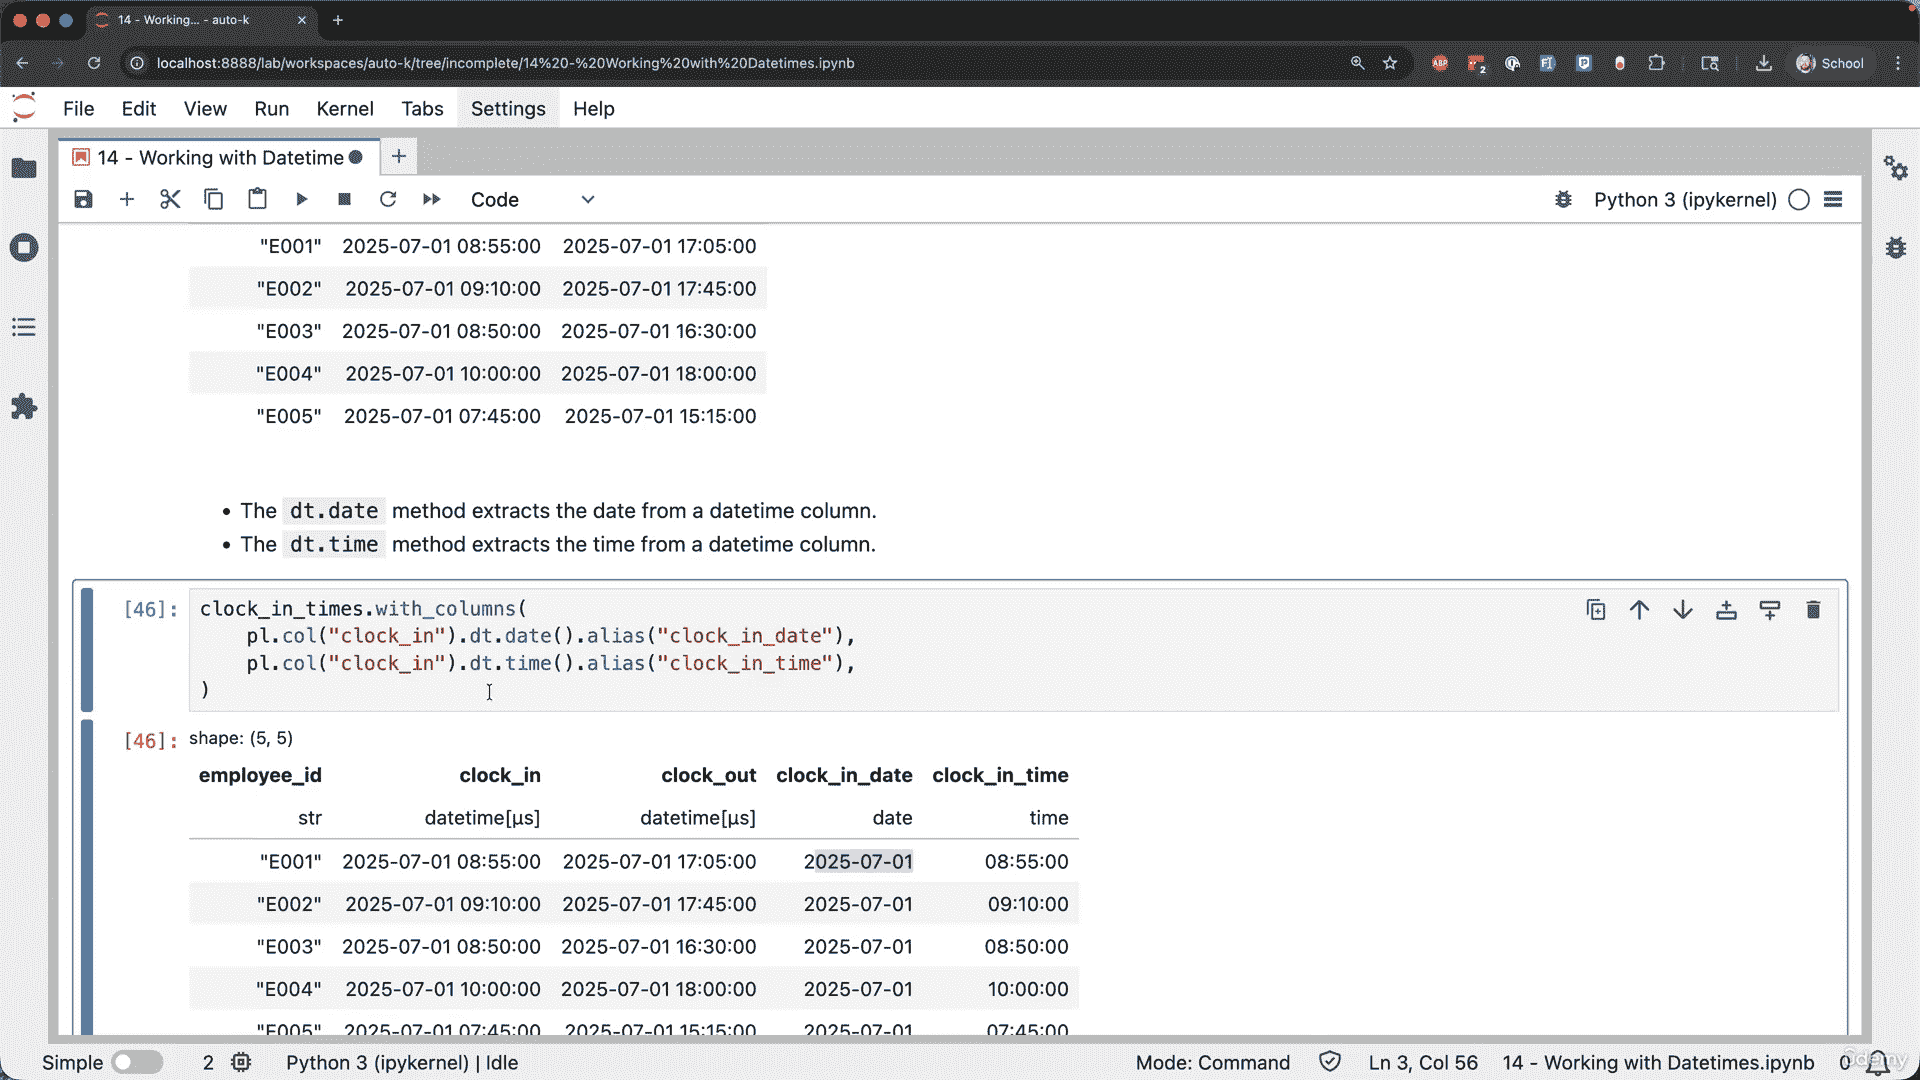 14 - Working... - auto-k
localhost:8888/lab/workspaces/auto-k/tree/incomplete/14%20-%20Working%20with%20Datetimes.ipynb
ABP
2
School
File Edit View Run Kernel Tabs Settings Help
14 - Working with Datetime
Code
Python 3 (ipykernel)
"E001" 2025-07-01 08:55:00 2025-07-01 17:05:00
"E002" 2025-07-01 09:10:00 2025-07-01 17:45:00
"E003" 2025-07-01 08:50:00 2025-07-01 16:30:00
"E004" 2025-07-01 10:00:00 2025-07-01 18:00:00
"E005" 2025-07-01 07:45:00 2025-07-01 15:15:00
• The dt.date method extracts the date from a datetime column.
• The dt.time method extracts the time from a datetime column.
[46]: clock_in_times.with_columns(
pl.col("clock_in").dt.date().alias("clock_in_date"),
pl.col("clock_in").dt.time().alias("clock_in_time"),
)
[46]: shape: (5, 5)
employee_id clock_in clock_out clock_in_date clock_in_time
str datetime[μs] datetime[μs] date time
"E001" 2025-07-01 08:55:00 2025-07-01 17:05:00 2025-07-01 08:55:00
"E002" 2025-07-01 09:10:00 2025-07-01 17:45:00 2025-07-01 09:10:00
"E003" 2025-07-01 08:50:00 2025-07-01 16:30:00 2025-07-01 08:50:00
"E004" 2025-07-01 10:00:00 2025-07-01 18:00:00 2025-07-01 10:00:00
"E005" 2025-07-01 07:45:00 2025-07-01 15:15:00 2025-07-01 07:45:00
Simple 2 Python 3 (ipykernel) | Idle Mode: Command Ln 3, Col 56 14 - Working with Datetimes.ipynb 0
Udemy